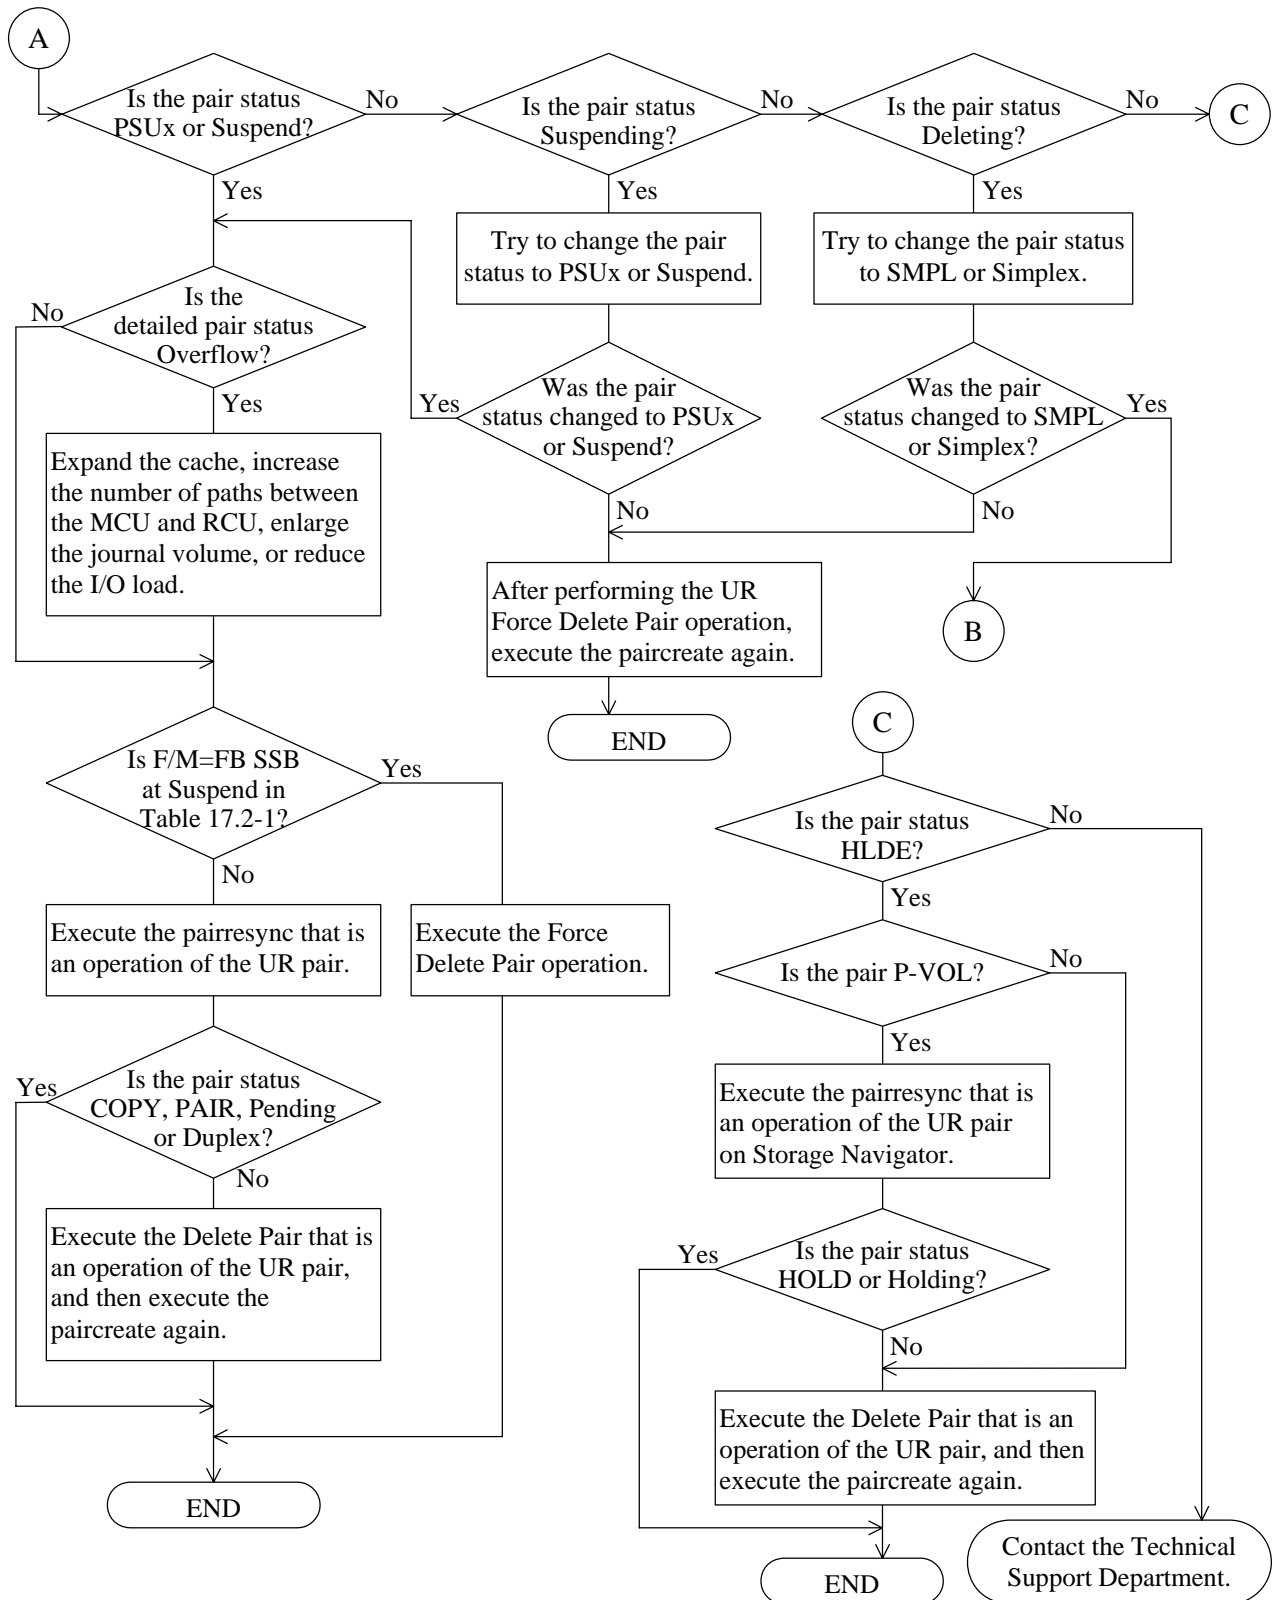 A
Is the pair status
PSUx or Suspend?
No
Is the pair status
Suspending?
No
Is the pair status
Deleting?
No
C
Yes
Yes
Yes
Try to change the pair
status to PSUx or Suspend.
Try to change the pair status
to SMPL or Simplex.
Is the
detailed pair status
Overflow?
No
Yes
Was the pair
status changed to PSUx
or Suspend?
Yes
No
Was the pair
status changed to SMPL
or Simplex?
Yes
No
Expand the cache, increase
the number of paths between
the MCU and RCU, enlarge
the journal volume, or reduce
the I/O load.
After performing the UR
Force Delete Pair operation,
execute the paircreate again.
B
END
Is F/M=FB SSB
at Suspend in
Table 17.2-1?
Yes
No
Execute the pairresync that is
an operation of the UR pair.
Execute the Force
Delete Pair operation.
Is the pair status
COPY, PAIR, Pending
or Duplex?
Yes
No
Execute the Delete Pair that is
an operation of the UR pair,
and then execute the
paircreate again.
END
C
Is the pair status
HLDE?
No
Yes
Is the pair P-VOL?
No
Yes
Execute the pairresync that is
an operation of the UR pair
on Storage Navigator.
Is the pair status
HOLD or Holding?
Yes
No
Execute the Delete Pair that is an
operation of the UR pair, and then
execute the paircreate again.
END
Contact the Technical
Support Department.